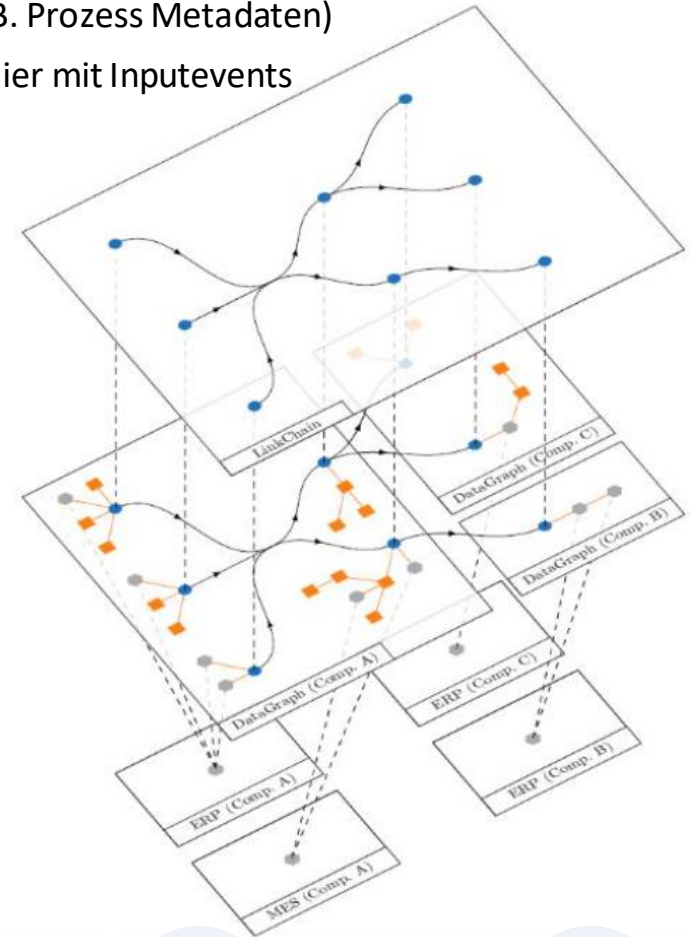 3. Prozess Metadaten)
ier mit Inputevents
LinkChain
DataGraph (Comp. C)
DataGraph (Comp. B)
DataGraph (Comp. A)
ERP (Comp. C)
ERP (Comp. B)
ERP (Comp. A)
MES (Comp. A)